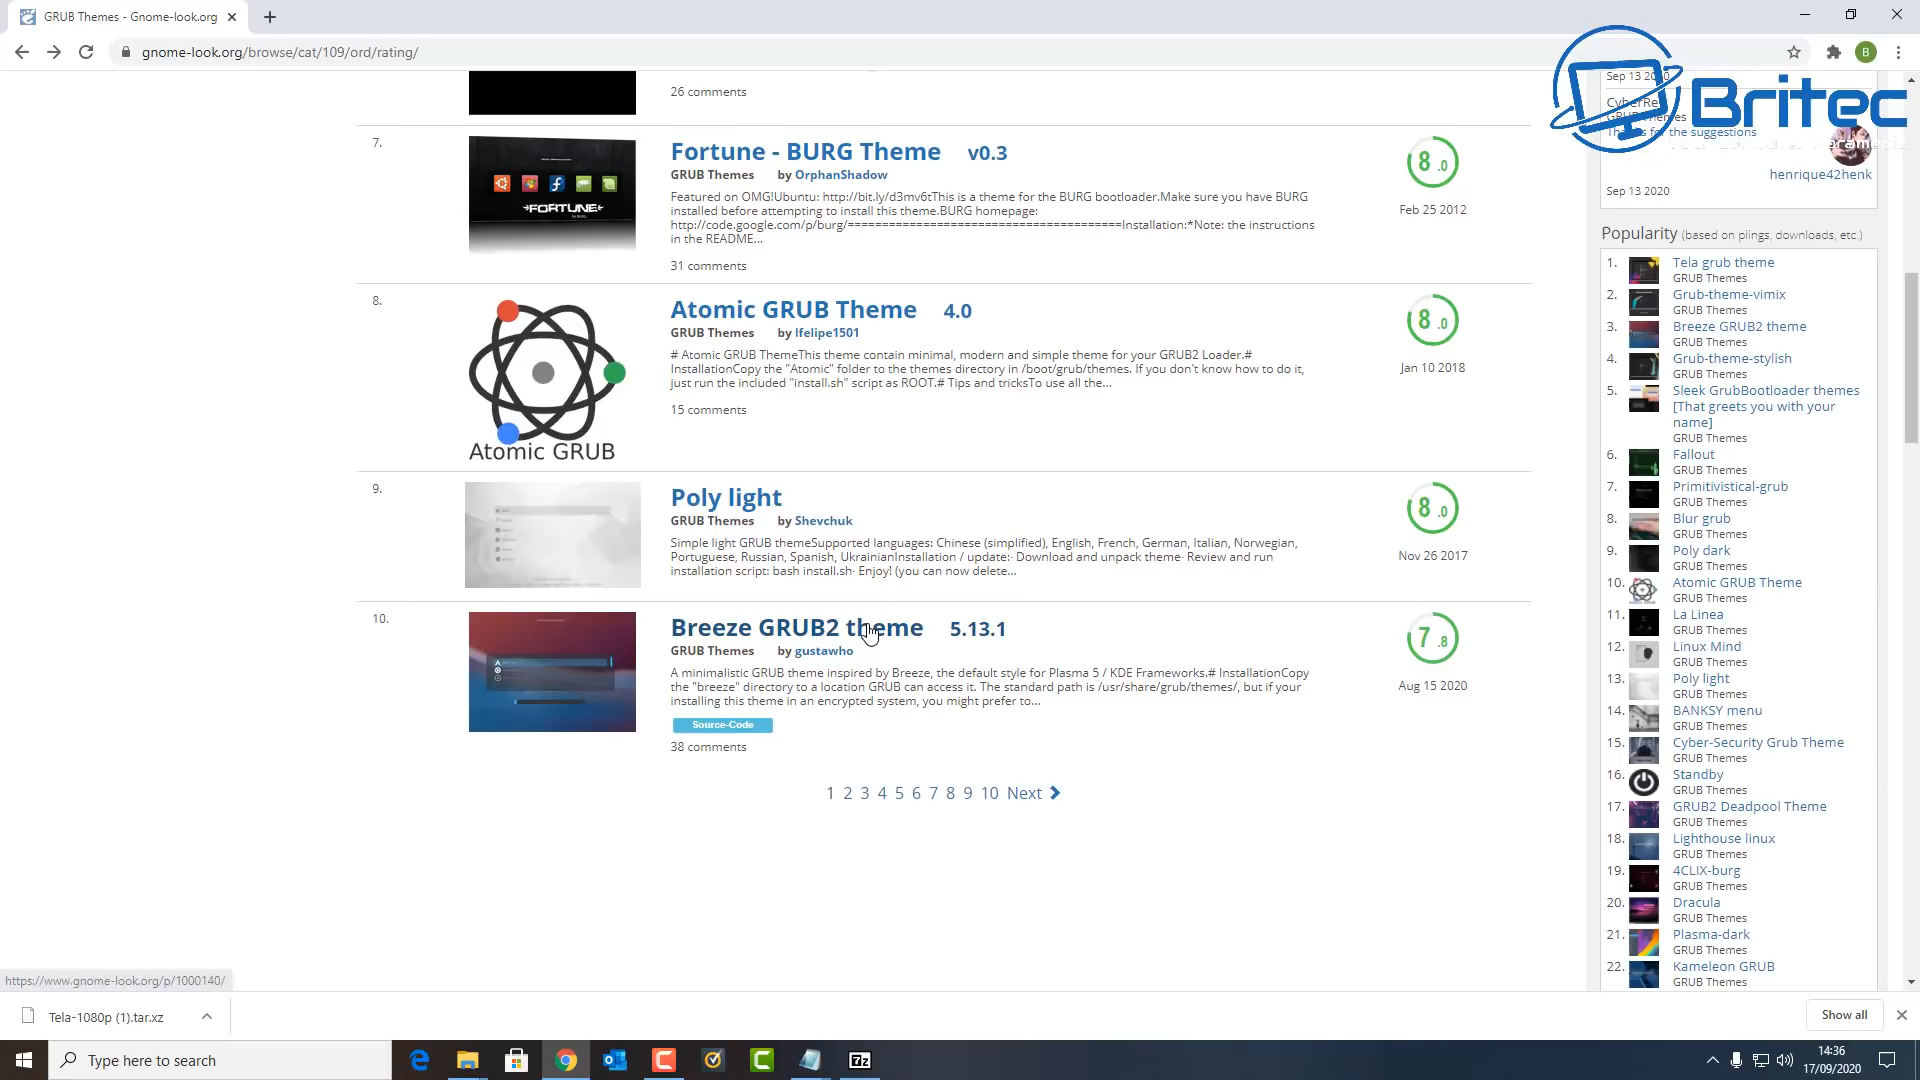 GRUB Themes - Gnome-look.org
gnome-look.org/browse/cat/109/ord/rating/
B
Britec
26 comments
7.
FORTUNE
Fortune - BURG Theme v0.3
GRUB Themes by OrphanShadow
Featured on OMG!Ubuntu: http://bit.ly/d3mv6tThis is a theme for the BURG bootloader.Make sure you have BURG
installed before attempting to install this theme.BURG homepage:
http://code.google.com/p/burg/========================================Installation:*Note: the instructions
in the README...
31 comments
8.0
Feb 25 2012
8.
Atomic GRUB
Atomic GRUB Theme 4.0
GRUB Themes by lfelipe1501
# Atomic GRUB ThemeThis theme contain minimal, modern and simple theme for your GRUB2 Loader.#
InstallationCopy the "Atomic" folder to the themes directory in /boot/grub/themes. If you don't know how to do it,
just run the included "install.sh" script as ROOT.# Tips and tricksTo use all the...
15 comments
8.0
Jan 10 2018
9.
Poly light
GRUB Themes by Shevchuk
Simple light GRUB themeSupported languages: Chinese (simplified), English, French, German, Italian, Norwegian,
Portuguese, Russian, Spanish, UkrainianInstallation / update:· Download and unpack theme· Review and run
installation script: bash install.sh· Enjoy! (you can now delete...
8.0
Nov 26 2017
10.
Breeze GRUB2 theme 5.13.1
GRUB Themes by gustawho
A minimalistic GRUB theme inspired by Breeze, the default style for Plasma 5 / KDE Frameworks.# InstallationCopy
the "breeze" directory to a location GRUB can access it. The standard path is /usr/share/grub/themes/, but if your
installing this theme in an encrypted system, you might prefer to...
Source-Code
38 comments
7.8
Aug 15 2020
1 2 3 4 5 6 7 8 9 10 Next
Sep 13 2020
CyberRe
GRUB Themes
Thanks for the suggestions
henrique42henk
Sep 13 2020
Popularity (based on plings, downloads, etc.)
1. Tela grub theme
GRUB Themes
2. Grub-theme-vimix
GRUB Themes
3. Breeze GRUB2 theme
GRUB Themes
4. Grub-theme-stylish
GRUB Themes
5. Sleek GrubBootloader themes
[That greets you with your
name]
GRUB Themes
6. Fallout
GRUB Themes
7. Primitivistical-grub
GRUB Themes
8. Blur grub
GRUB Themes
9. Poly dark
GRUB Themes
10. Atomic GRUB Theme
GRUB Themes
11. La Linea
GRUB Themes
12. Linux Mind
GRUB Themes
13. Poly light
GRUB Themes
14. BANKSY menu
GRUB Themes
15. Cyber-Security Grub Theme
GRUB Themes
16. Standby
GRUB Themes
17. GRUB2 Deadpool Theme
GRUB Themes
18. Lighthouse linux
GRUB Themes
19. 4CLIX-burg
GRUB Themes
20. Dracula
GRUB Themes
21. Plasma-dark
GRUB Themes
22. Kameleon GRUB
GRUB Themes
https://www.gnome-look.org/p/1000140/
Tela-1080p (1).tar.xz
Show all
Type here to search
7z
14:36
17/09/2020